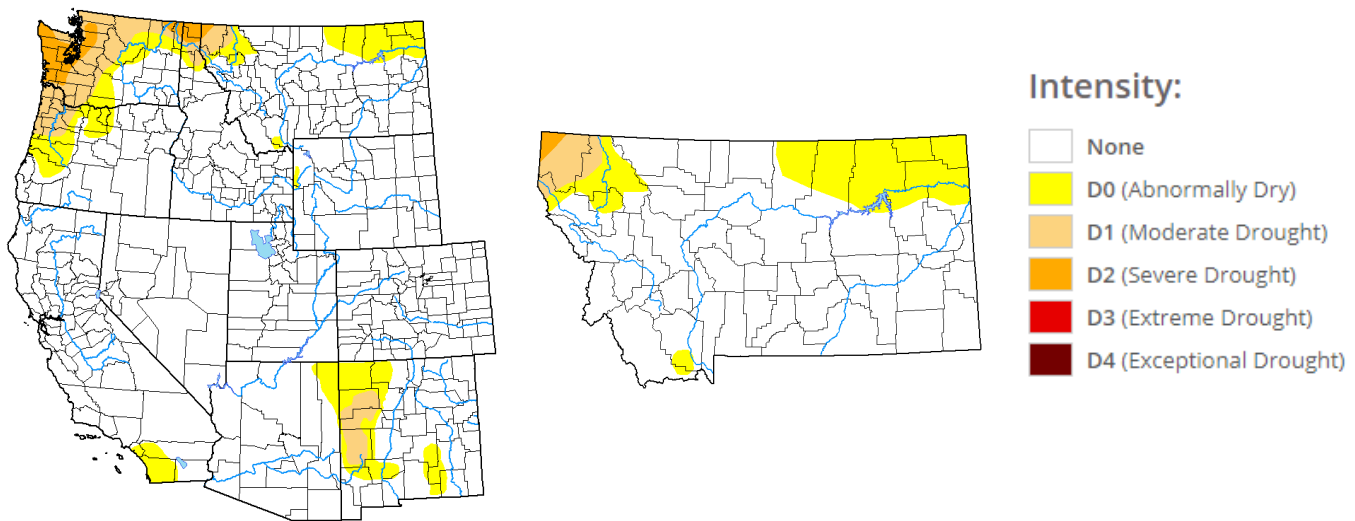 Intensity:
None
D0 (Abnormally Dry)
D1 (Moderate Drought)
D2 (Severe Drought)
D3 (Extreme Drought)
D4 (Exceptional Drought)